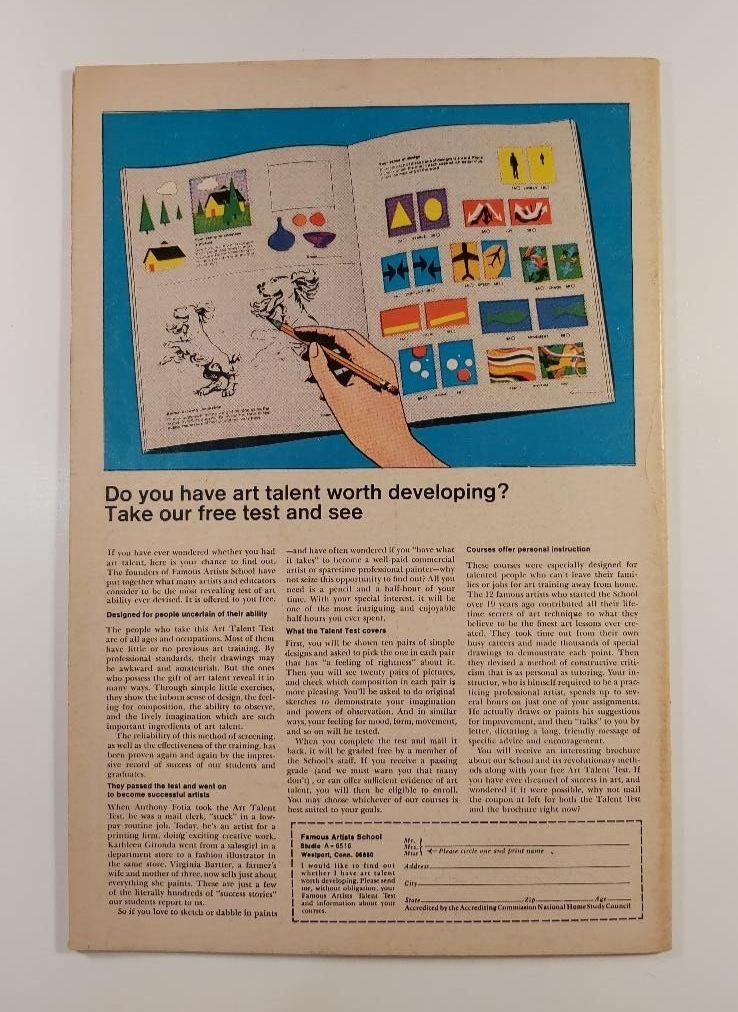 Do you have art talent worth developing?
Take our free test and see
If you have ever wondered whether you had
art talent, here is your chance to find out.
The founders of Famous Artists School have
put together what many artists and educators
consider to be the most revealing test of art
ability ever devised. It is offered to you free.
Designed for people uncertain of their ability
The people who take this Art Talent Test
are of all ages and occupations. Most of them
have little or no previous art training. By
professional standards, their drawings may
be awkward and amateurish. But the ones
who possess the gift of art talent reveal it in
many ways. Through simple little exercises,
they show the inborn sense of design, the feel-
ing for composition, the ability to observe,
and the lively imagination which are such
important ingredients of art talent.
The reliability of this method of screening,
as well as the effectiveness of the training, has
been proven again and again by the impres-
sive record of success of our students and
graduates.
They passed the test and went on
to become successful artists
When Anthony Fotia took the Art Talent
Test, he was a mail clerk, "stuck" in a low-
pay routine job. Today, he's an artist for a
printing firm, doing exciting creative work.
Kathleen Gironda went from a salesgirl in a
department store to a fashion illustrator in
the same store. Virginia Bartter, a farmer's
wife and mother of three, now sells just about
everything she paints. These are just a few
of the literally hundreds of "success stories"
our students report to us.
So if you love to sketch or dabble in paints
—and have often wondered if you "have what
it takes" to become a well-paid commercial
artist or sparetime professional painter—why
not seize this opportunity to find out? All you
need is a pencil and a half-hour of your
time. With your special interest, it will be
one of the most intriguing and enjoyable
half-hours you ever spent.
What the Talent Test covers
First, you will be shown ten pairs of simple
designs and asked to pick the one in each pair
that has "a feeling of rightness" about it.
Then you will see twenty pairs of pictures,
and check which composition in each pair is
more pleasing. You'll be asked to do original
sketches to demonstrate your imagination
and powers of observation. And in similar
ways, your feeling for mood, form, movement,
and so on will be tested.
When you complete the test and mail it
back, it will be graded free by a member of
the School's staff. If you receive a passing
grade (and we must warn you that many
don't), or can offer sufficient evidence of art
talent, you will then be eligible to enroll.
You may choose whichever of our courses is
best suited to your goals.
Courses offer personal instruction
These courses were especially designed for
talented people who can't leave their fami-
lies or jobs for art training away from home.
The 12 famous artists who started the School
over 19 years ago contributed all their life-
time secrets of art technique to what they
believe to be the finest art lessons ever cre-
ated. They took time out from their own
busy careers and made thousands of special
drawings to demonstrate each point. Then
they devised a method of constructive criti-
cism that is as personal as tutoring. Your in-
structor, who is himself required to be a prac-
ticing professional artist, spends up to sev-
eral hours on just one of your assignments.
He actually draws or paints his suggestions
for improvement, and then "talks" to you by
letter, dictating a long, friendly message of
specific advice and encouragement.
You will receive an interesting brochure
about our School and its revolutionary meth-
ods along with your free Art Talent Test. If
you have ever dreamed of success in art, and
wondered if it were possible, why not mail
the coupon at left for both the Talent Test
and the brochure right now?
Famous Artists School
Studio A-6516
Westport, Conn. 06880
I would like to find out
whether I have art talent
worth developing. Please send
me, without obligation, your
Famous Artists Talent Test
and information about your
courses.
Mr.
Mrs.
Miss
Please circle one and print name
Address
City
State Zip Age
Accredited by the Accrediting Commission National Home Study Council